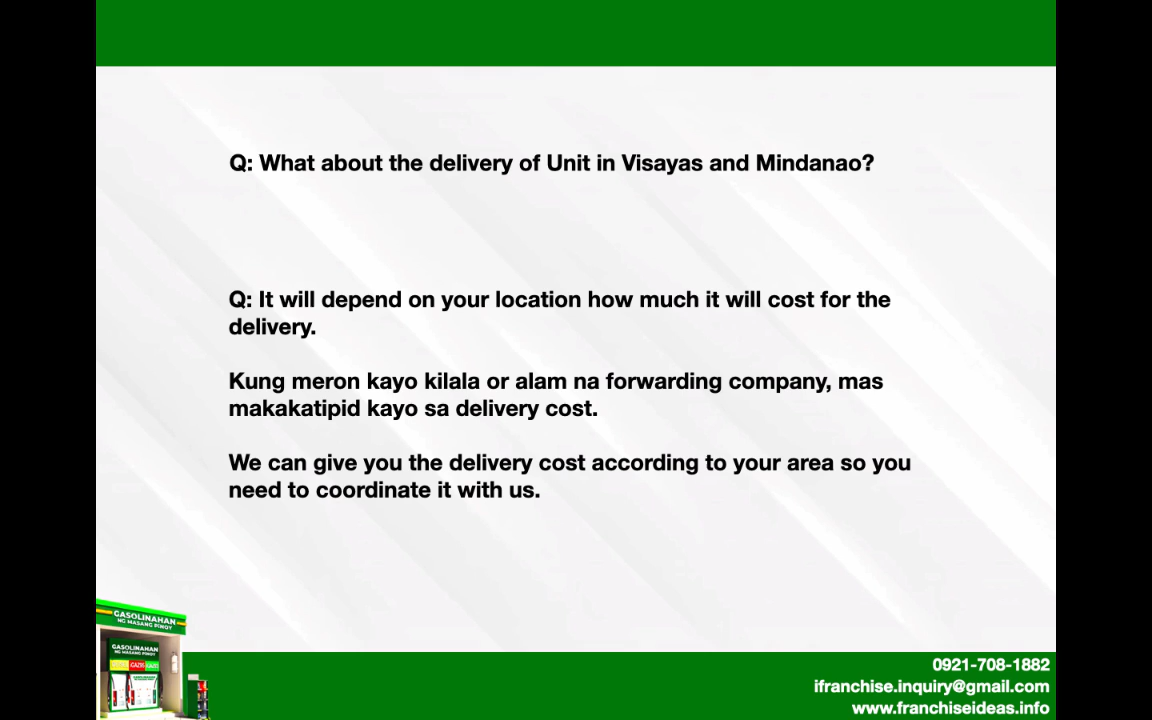 Q: What about the delivery of Unit in Visayas and Mindanao?
Q: It will depend on your location how much it will cost for the
delivery.
Kung meron kayo kilala or alam na forwarding company, mas
makakatipid kayo sa delivery cost.
We can give you the delivery cost according to your area so you
need to coordinate it with us.
GASOLINAHAN
NG MASANG PINOY
GASOLINAHAN
NG MASANG PINOY
0921-708-1882
ifranchise.inquiry@gmail.com
www.franchiseideas.info